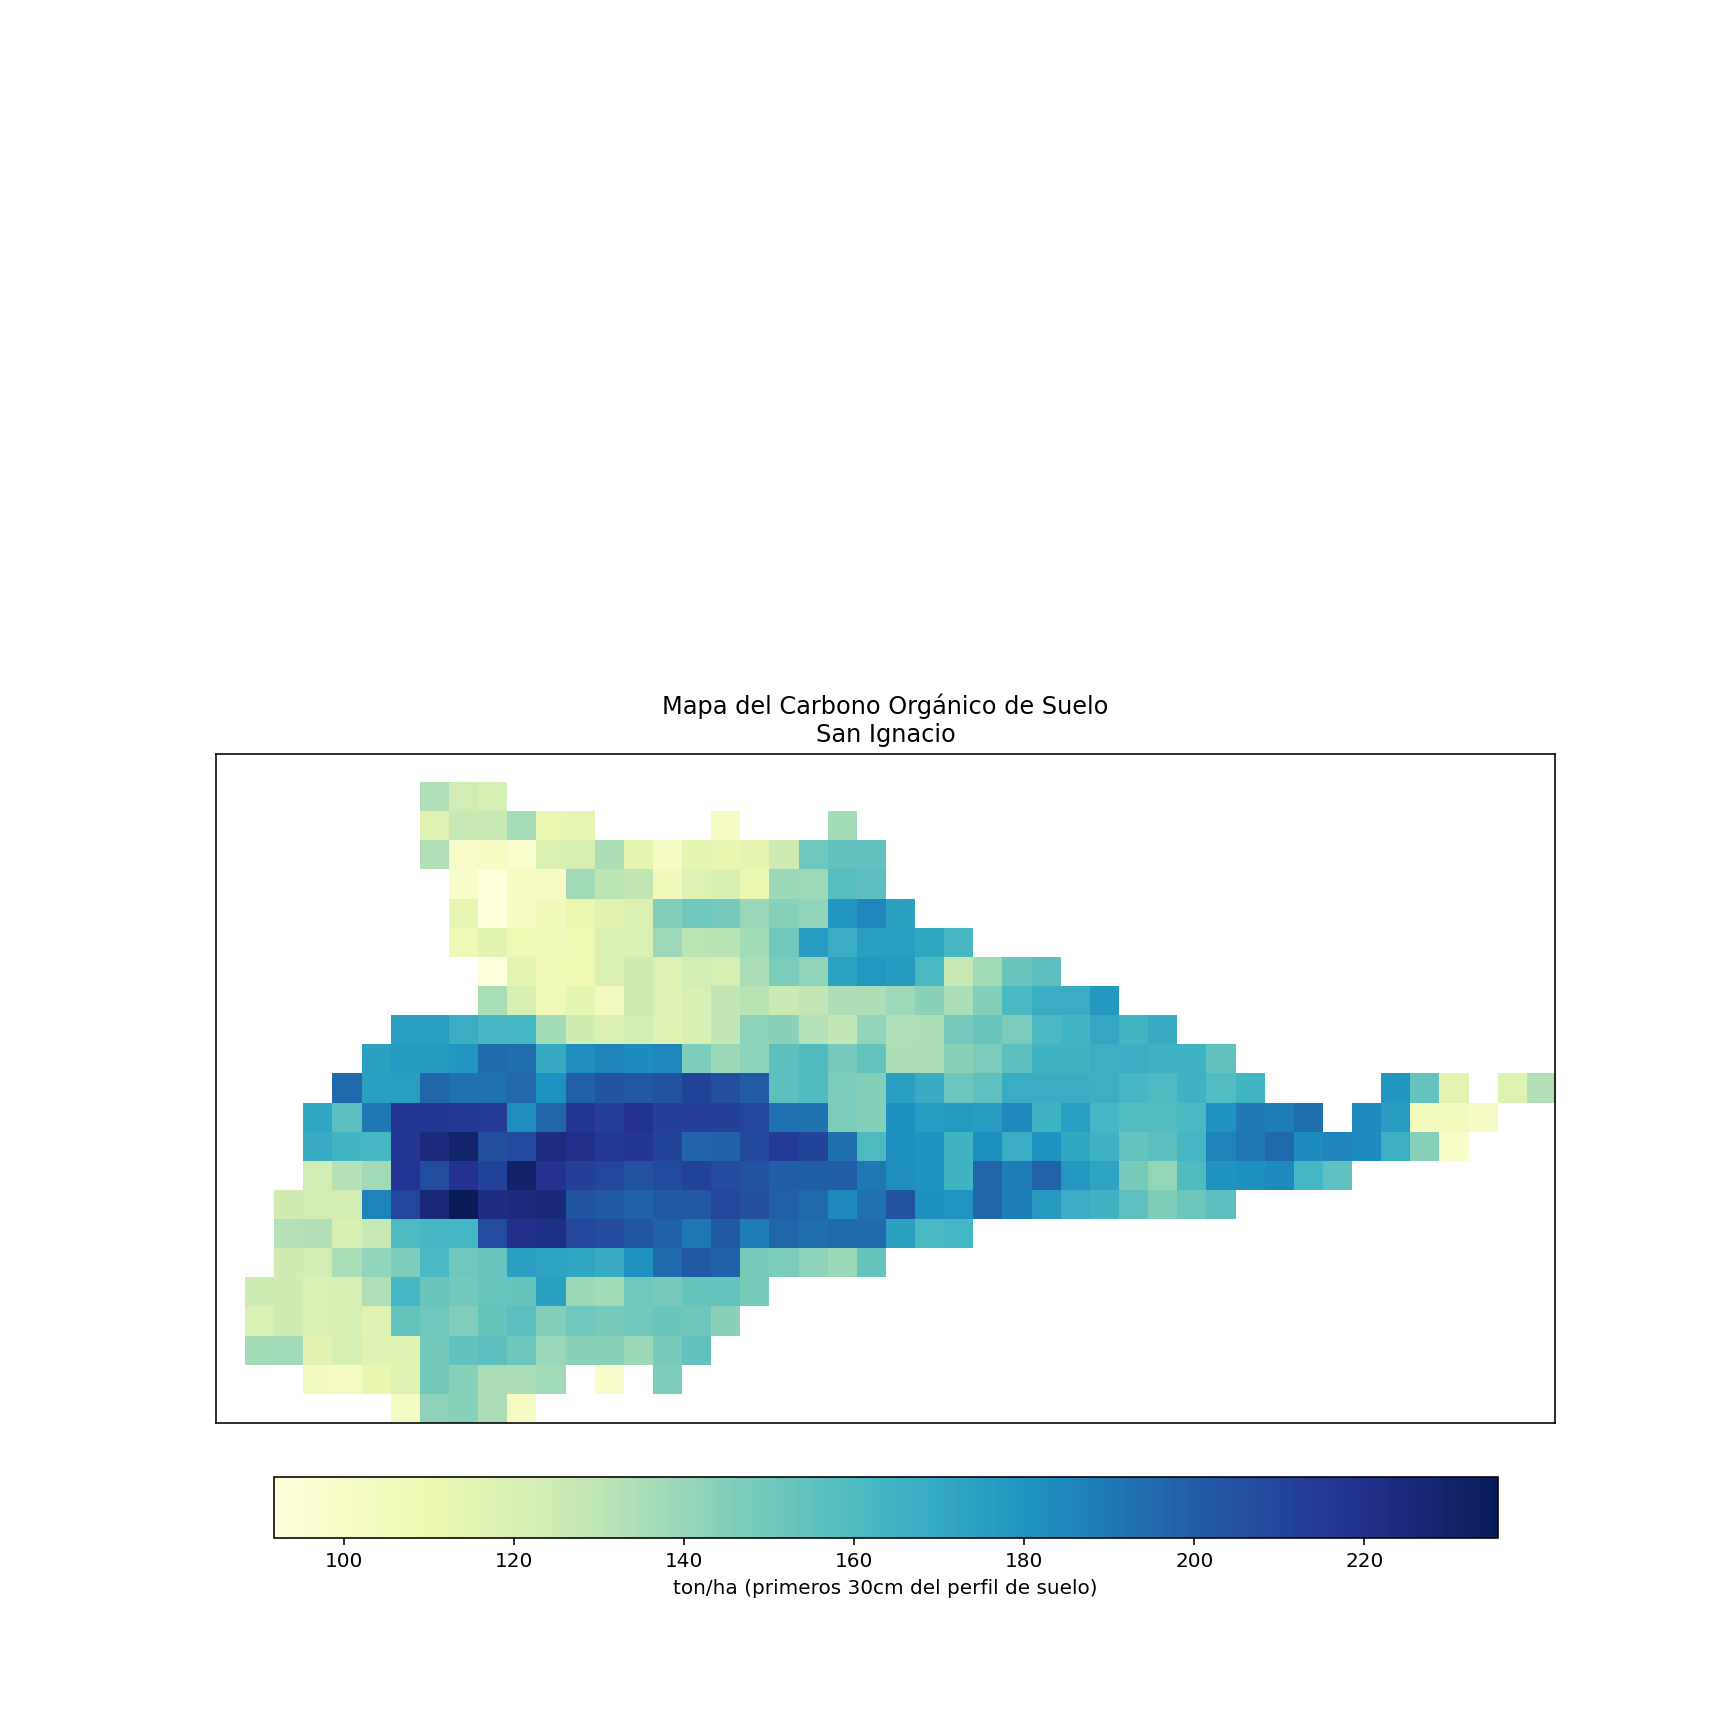 Mapa del Carbono Orgánico de Suelo
San Ignacio
100 120 140 160 180 200 220
ton/ha (primeros 30cm del perfil de suelo)